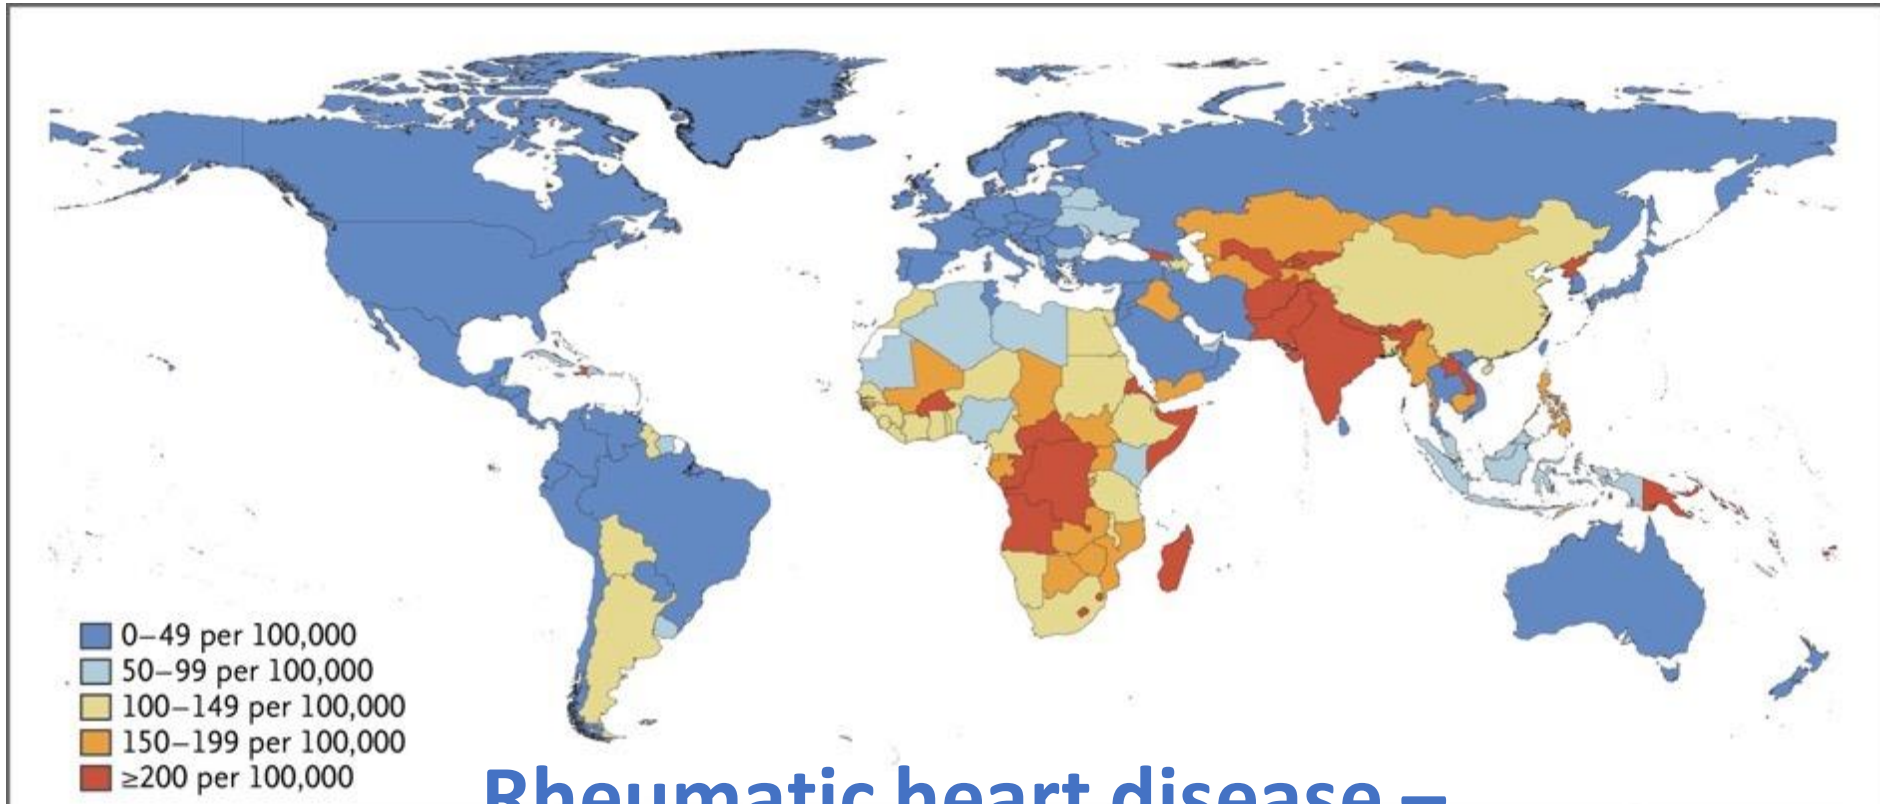 0–49 per 100,000
50–99 per 100,000
100–149 per 100,000
150–199 per 100,000
≥200 per 100,000
Rheumatic heart disease –